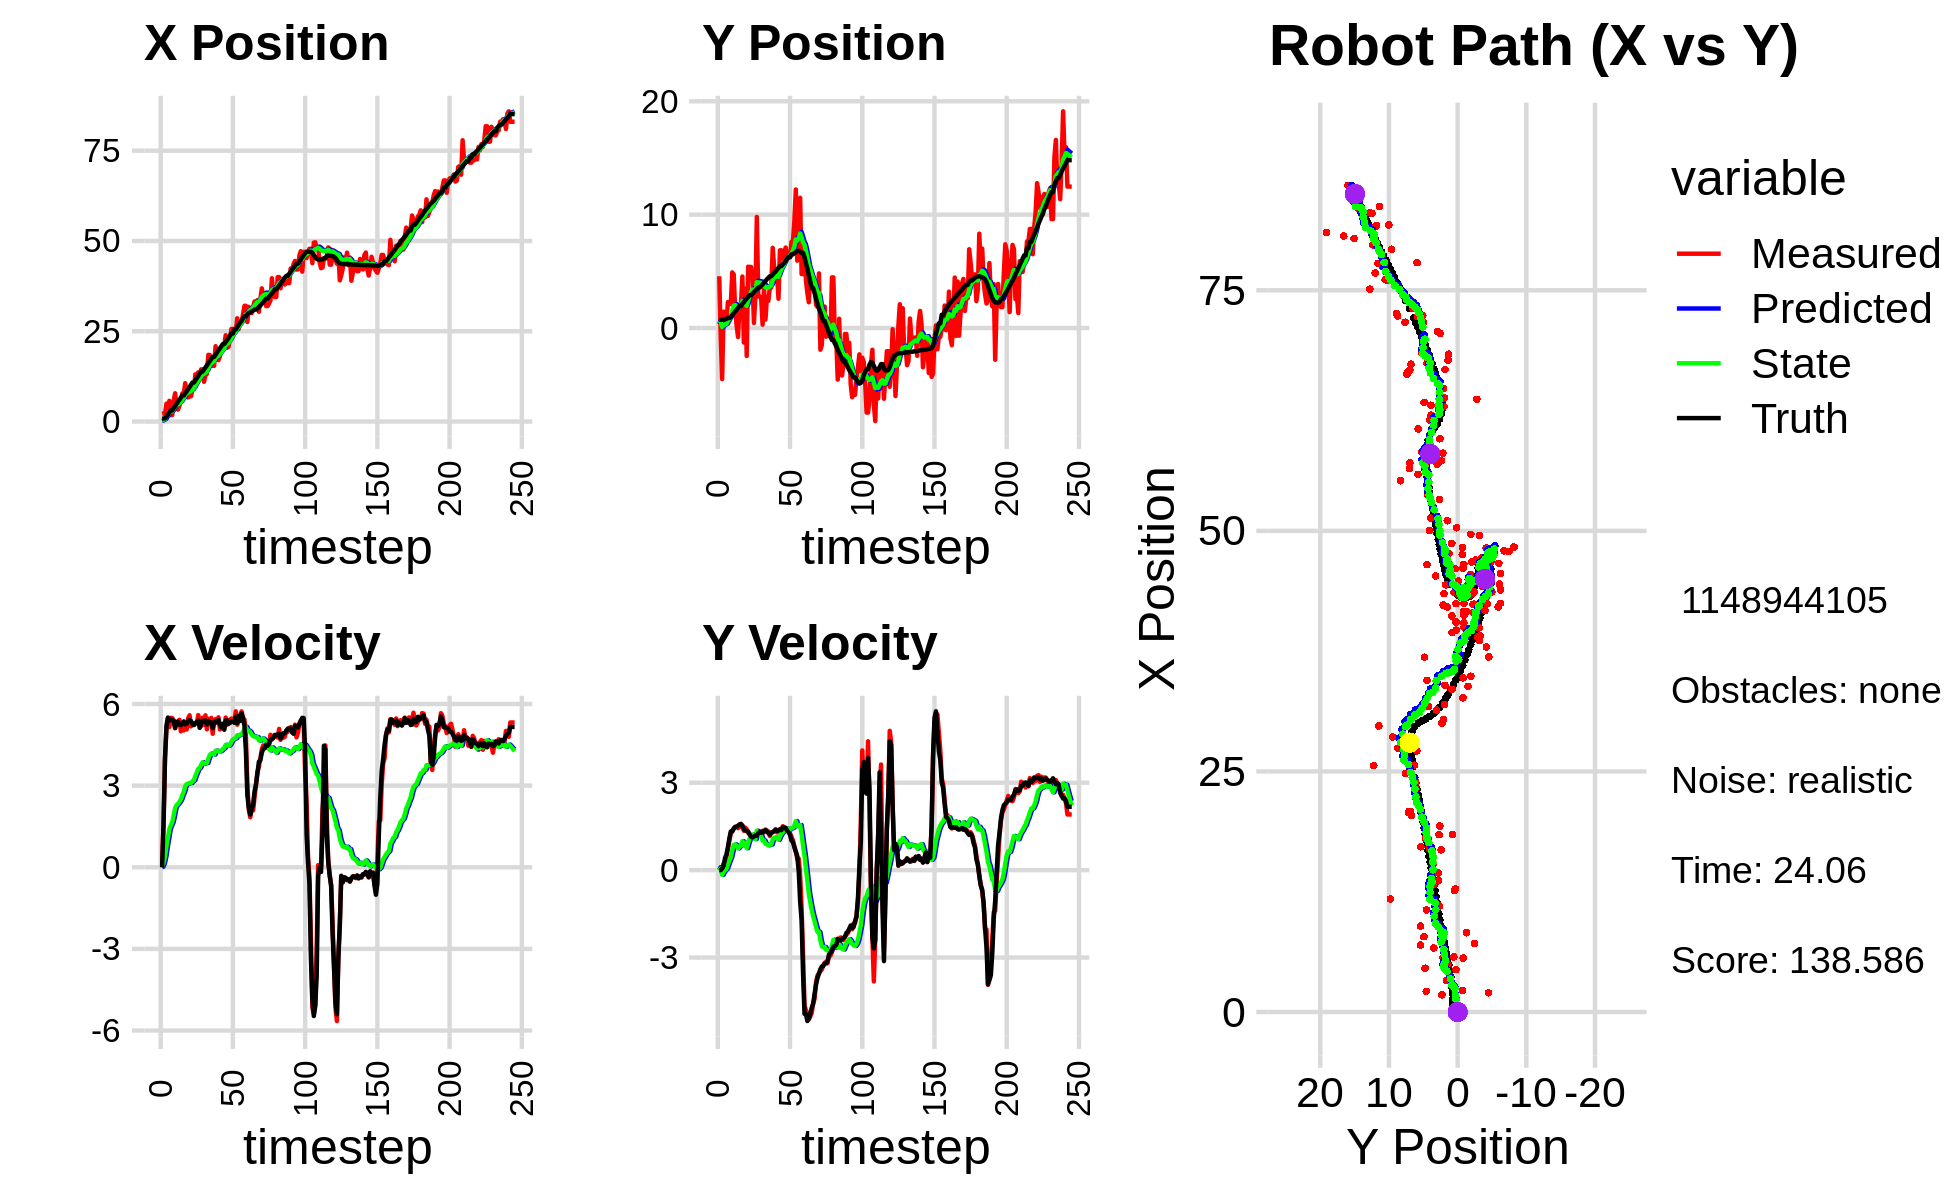 X Position
75
50
25
0
0
50
100
150
200
250
timestep
Y Position
20
10
0
0
50
100
150
200
250
timestep
X Velocity
6
3
0
-3
-6
0
50
100
150
200
250
timestep
Y Velocity
3
0
-3
0
50
100
150
200
250
timestep
Robot Path (X vs Y)
X Position
75
50
25
0
20 10 0 -10 -20
Y Position
variable
Measured
Predicted
State
Truth
1148944105
Obstacles: none
Noise: realistic
Time: 24.06
Score: 138.586